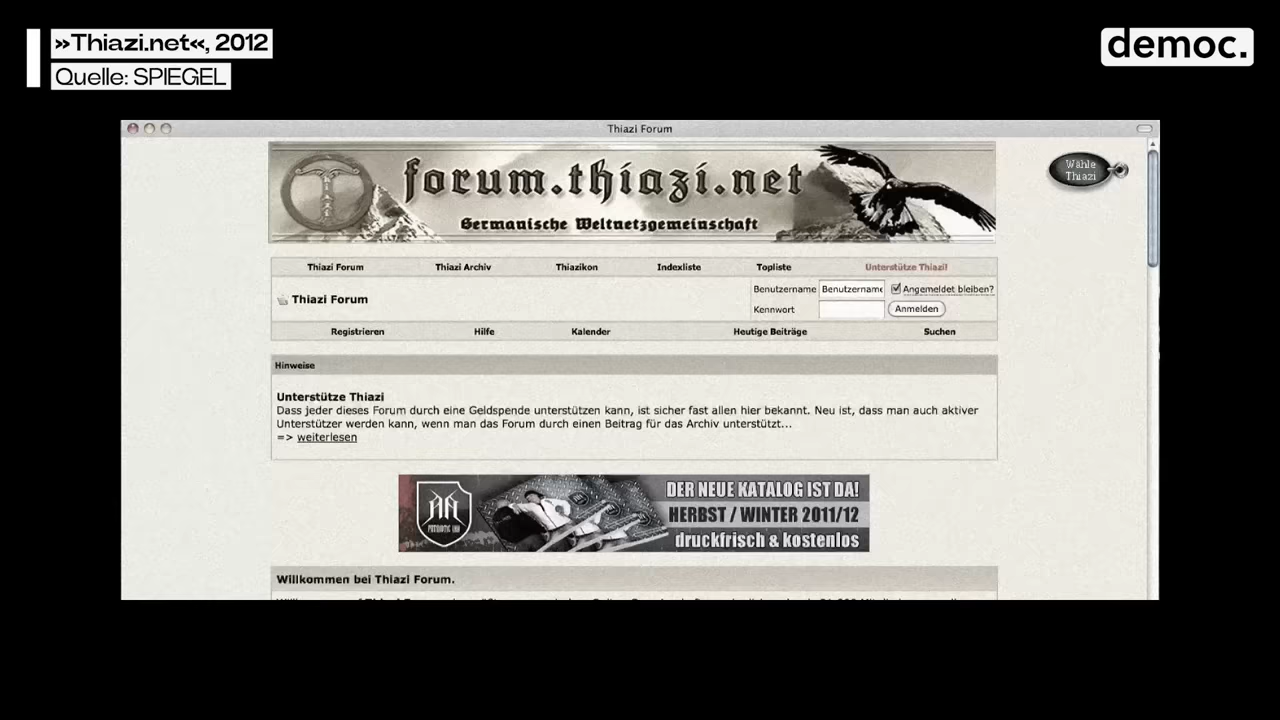 »Thiazi.net«, 2012
Quelle: SPIEGEL
democ.
Thiazi Forum
forum.thiazi.net
Germanische Weltnetzgemeinschaft
Thiazi
Wähle
Thiazi
Thiazi Forum Thiazi Archiv Thiazikon Indexliste Topliste Unterstütze Thiazi!
Thiazi Forum
Benutzername Benutzername Angemeldet bleiben?
Kennwort Anmelden
Registrieren Hilfe Kalender Heutige Beiträge Suchen
Hinweise
Unterstütze Thiazi
Dass jeder dieses Forum durch eine Geldspende unterstützen kann, ist sicher fast allen hier bekannt. Neu ist, dass man auch aktiver
Unterstützer werden kann, wenn man das Forum durch einen Beitrag für das Archiv unterstützt...
=> weiterlesen
DER NEUE KATALOG IST DA!
HERBST / WINTER 2011/12
druckfrisch & kostenlos
Willkommen bei Thiazi Forum.